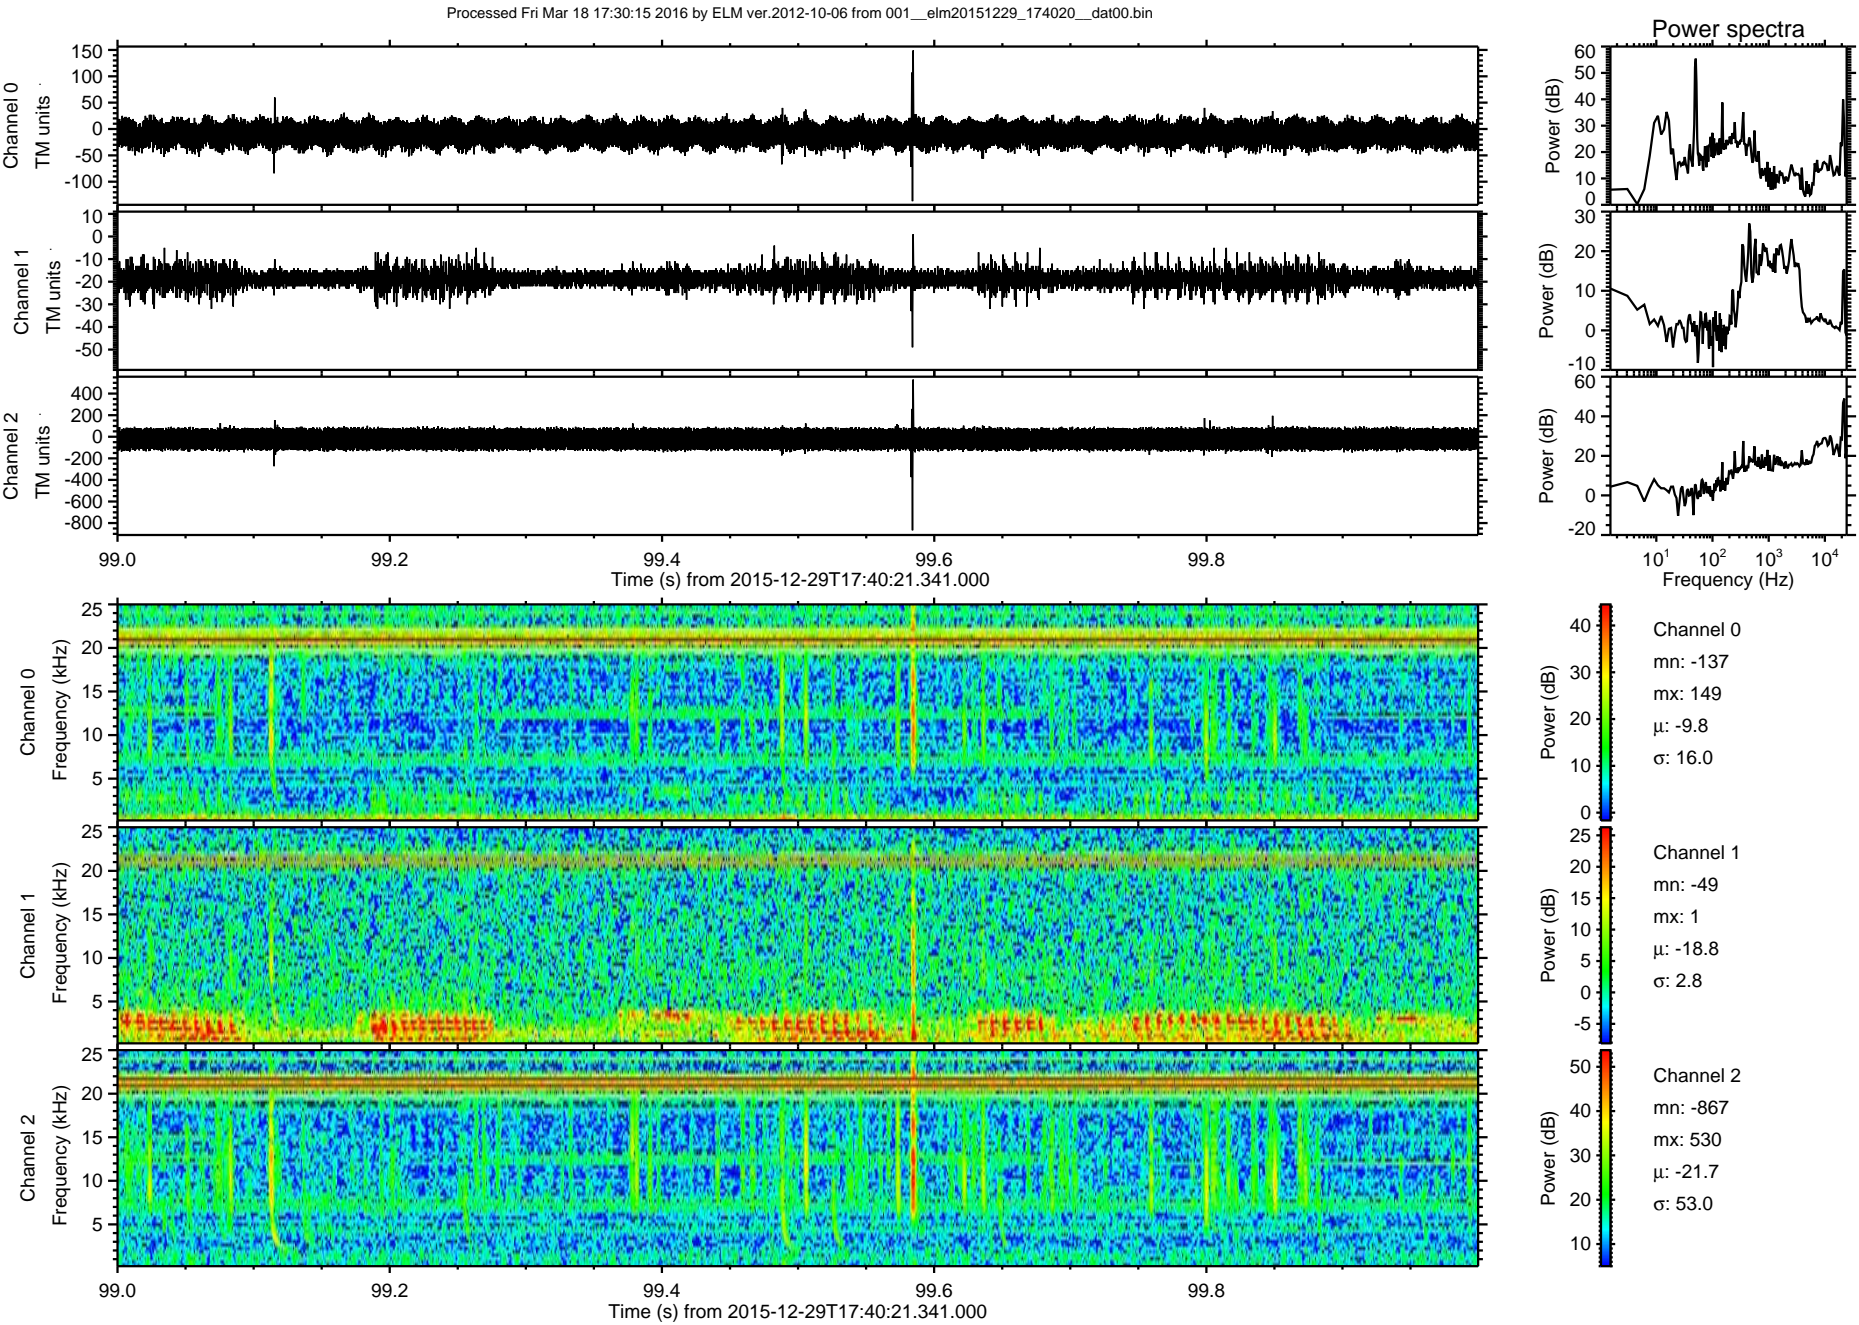 Processed Fri Mar 18 17:30:15 2016 by ELM ver.2012-10-06 from 001__elm20151229_174020__dat00.bin
Power spectra
Channel 0
TM units
150
100
50
0
-50
-100
Power (dB)
60
50
40
30
20
10
0
Channel 1
TM units
10
0
-10
-20
-30
-40
-50
Power (dB)
30
20
10
0
-10
Channel 2
TM units
400
200
0
-200
-400
-600
-800
Power (dB)
60
40
20
0
-20
99.0 99.2 99.4 99.6 99.8
Time (s) from 2015-12-29T17:40:21.341.000
10¹ 10² 10³ 10⁴
Frequency (Hz)
Channel 0
Frequency (kHz)
25
20
15
10
5
Power (dB)
40
30
20
10
0
Channel 0
mn: -137
mx: 149
µ: -9.8
σ: 16.0
Channel 1
Frequency (kHz)
25
20
15
10
5
Power (dB)
25
20
15
10
5
0
-5
Channel 1
mn: -49
mx: 1
µ: -18.8
σ: 2.8
Channel 2
Frequency (kHz)
25
20
15
10
5
Power (dB)
50
40
30
20
10
Channel 2
mn: -867
mx: 530
µ: -21.7
σ: 53.0
99.0 99.2 99.4 99.6 99.8
Time (s) from 2015-12-29T17:40:21.341.000